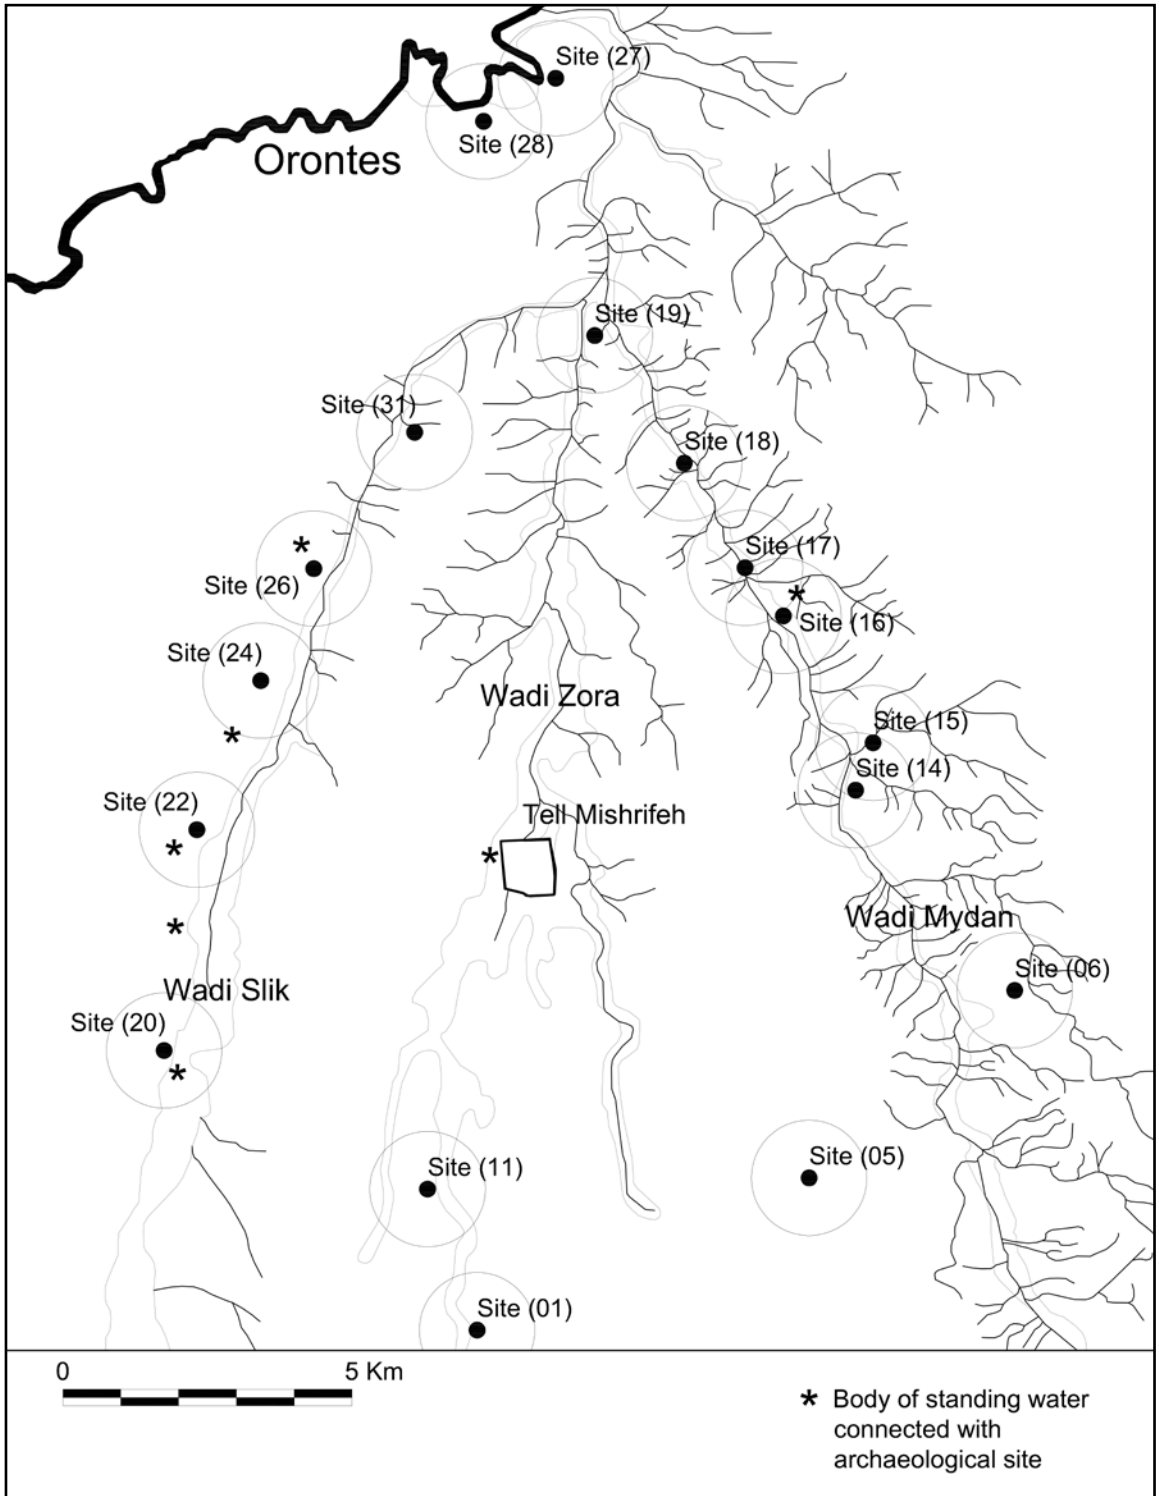 Site (27)
Site (28)
Orontes
Site (19)
Site (31)
Site (18)
Site (17)
Site (26)
Site (16)
Site (24)
Wadi Zora
Site (15)
Site (14)
Site (22)
Tell Mishrifeh
Wadi Mydan
Site (06)
Wadi Slik
Site (20)
Site (05)
Site (11)
Site (01)
0 5 Km
* Body of standing water
connected with
archaeological site